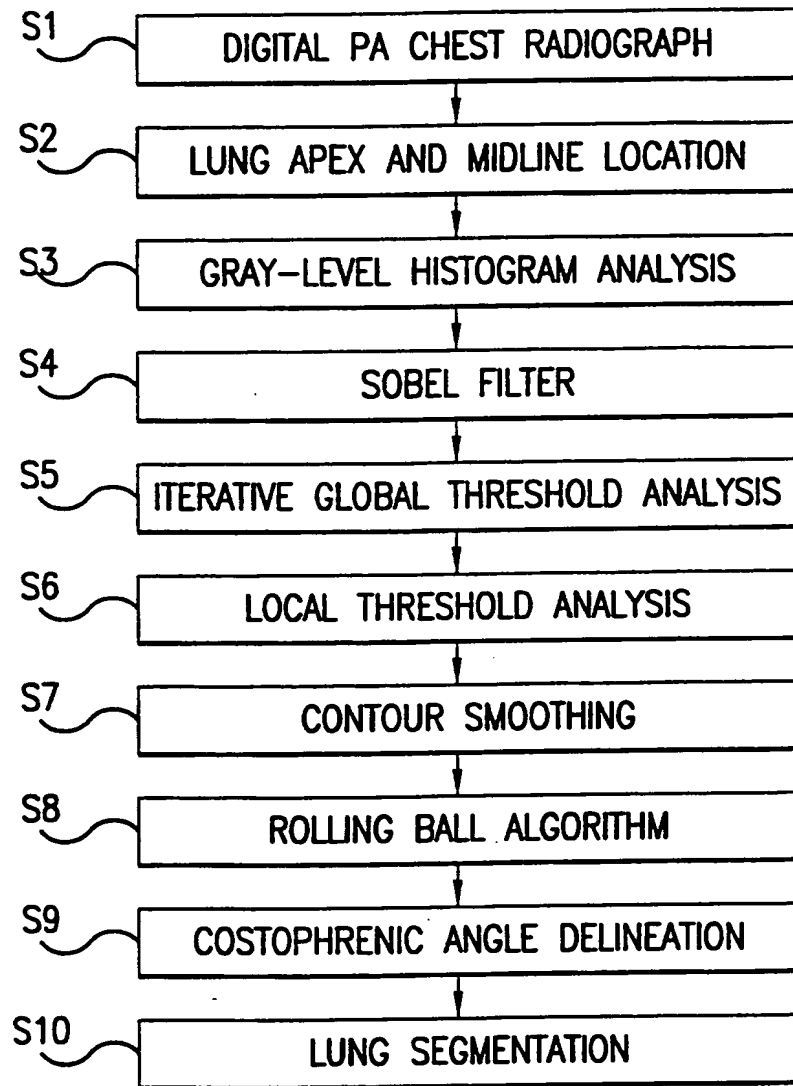 S1 DIGITAL PA CHEST RADIOGRAPH
S2 LUNG APEX AND MIDLINE LOCATION
S3 GRAY-LEVEL HISTOGRAM ANALYSIS
S4 SOBEL FILTER
S5 ITERATIVE GLOBAL THRESHOLD ANALYSIS
S6 LOCAL THRESHOLD ANALYSIS
S7 CONTOUR SMOOTHING
S8 ROLLING BALL ALGORITHM
S9 COSTOPHRENIC ANGLE DELINEATION
S10 LUNG SEGMENTATION